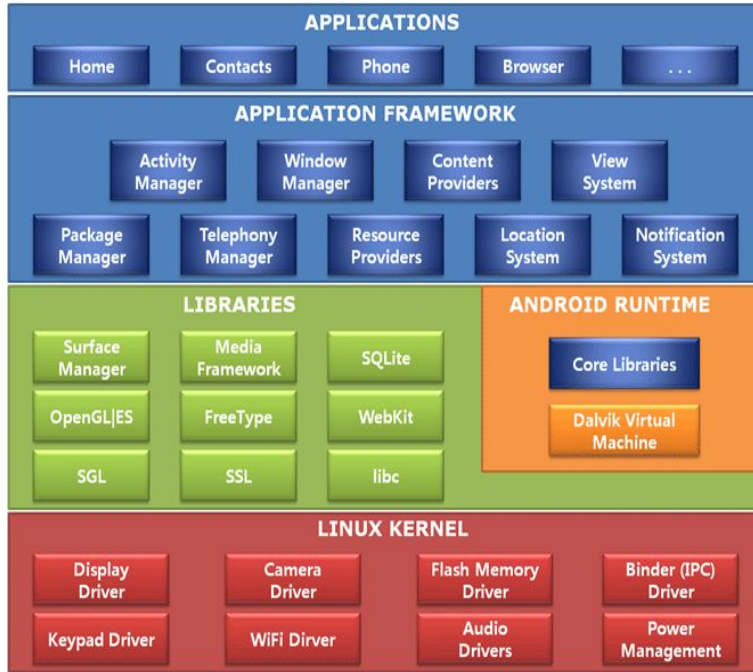 APPLICATIONS
Home
Contacts
Phone
Browser
. . .
APPLICATION FRAMEWORK
Activity
Manager
Window
Manager
Content
Providers
View
System
Package
Manager
Telephony
Manager
Resource
Providers
Location
System
Notification
System
LIBRARIES
Surface
Manager
Media
Framework
SQLite
OpenGL|ES
FreeType
WebKit
SGL
SSL
libc
ANDROID RUNTIME
Core Libraries
Dalvik Virtual
Machine
LINUX KERNEL
Display
Driver
Camera
Driver
Flash Memory
Driver
Binder (IPC)
Driver
Keypad Driver
WiFi Dirver
Audio
Drivers
Power
Management